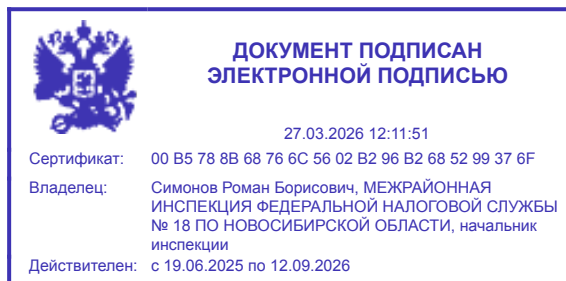 ДОКУМЕНТ ПОДПИСАН
ЭЛЕКТРОННОЙ ПОДПИСЬЮ
27.03.2026 12:11:51
Сертификат: 00 B5 78 8B 68 76 6C 56 02 B2 96 B2 68 52 99 37 6F
Владелец: Симонов Роман Борисович, МЕЖРАЙОННАЯ
ИНСПЕКЦИЯ ФЕДЕРАЛЬНОЙ НАЛОГОВОЙ СЛУЖБЫ
№ 18 ПО НОВОСИБИРСКОЙ ОБЛАСТИ, начальник
инспекции
Действителен: с 19.06.2025 по 12.09.2026